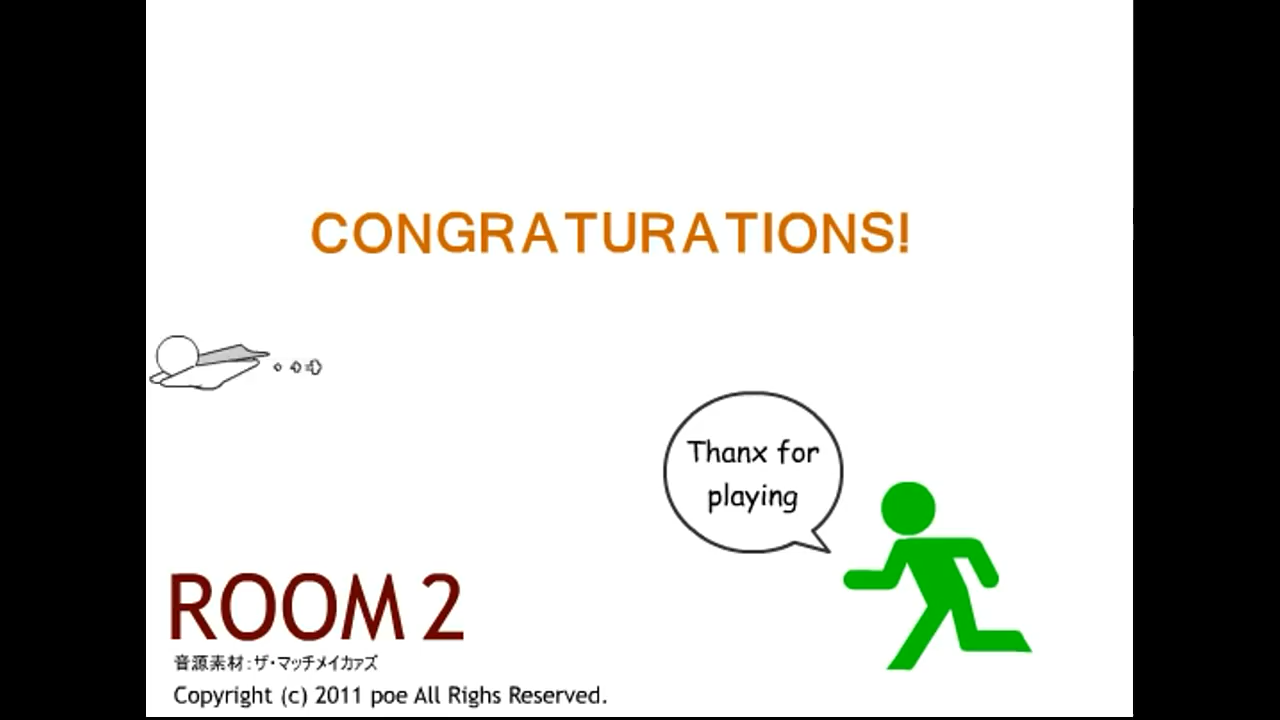 CONGRATURATIONS!
Thanx for
playing
ROOM 2
音源素材:ザ・マッチメイカァズ
Copyright (c) 2011 poe All Righs Reserved.